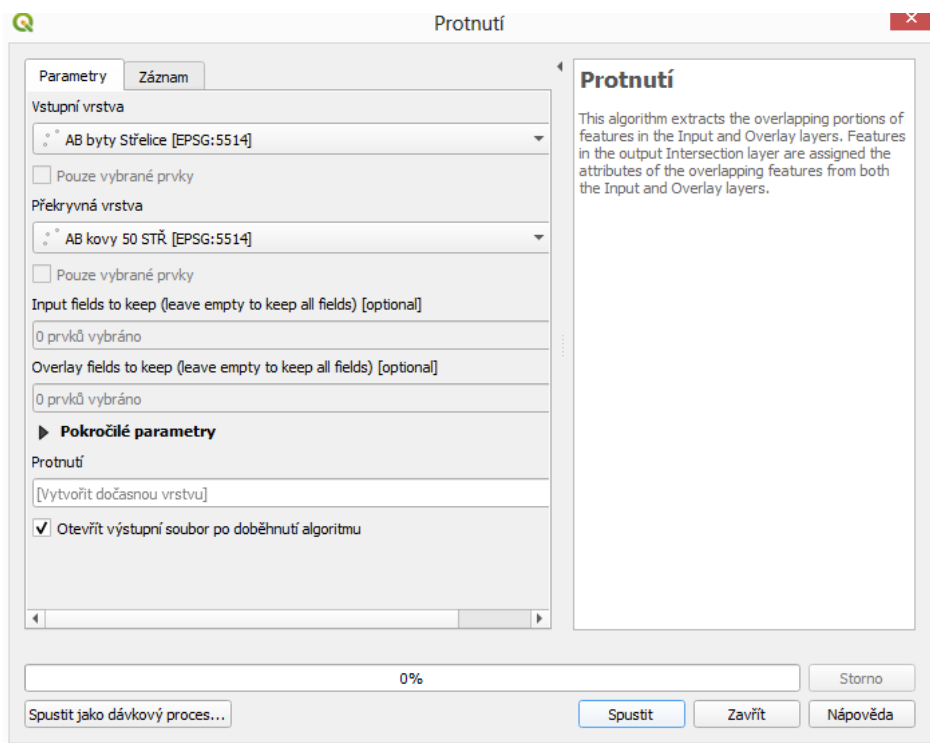 Protnutí
Parametry
Záznam
Vstupní vrstva
AB byty Střelice [EPSG:5514]
Pouze vybrané prvky
Překryvná vrstva
AB kovy 50 STŘ [EPSG:5514]
Pouze vybrané prvky
Input fields to keep (leave empty to keep all fields) [optional]
0 prvků vybráno
Overlay fields to keep (leave empty to keep all fields) [optional]
0 prvků vybráno
Pokročilé parametry
Protnutí
[Vytvořit dočasnou vrstvu]
Otevřít výstupní soubor po doběhnutí algoritmu
Protnutí
This algorithm extracts the overlapping portions of
features in the Input and Overlay layers. Features
in the output Intersection layer are assigned the
attributes of the overlapping features from both
the Input and Overlay layers.
0%
Storno
Spustit jako dávkový proces...
Spustit
Zavřít
Nápověda